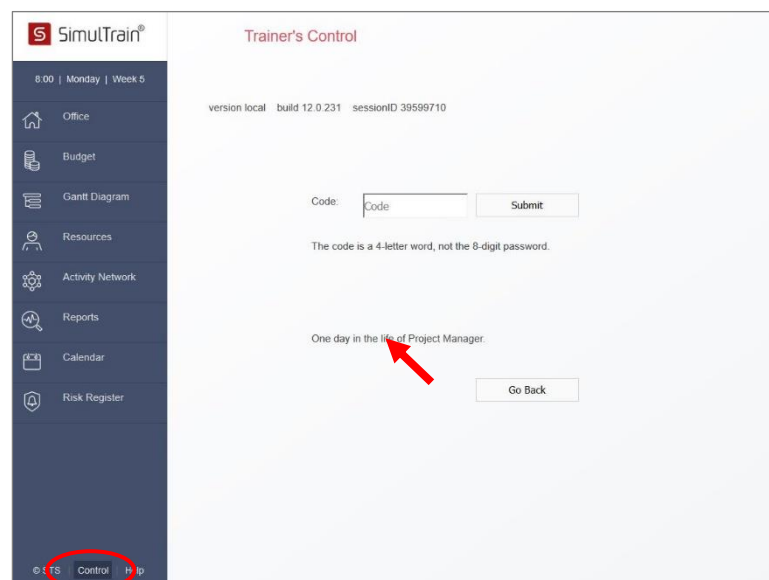 SimulTrain®
Trainer's Control
8:00 | Monday | Week 5
version local build 12.0.231 sessionID 39599710
Office
Budget
Gantt Diagram
Resources
Activity Network
Reports
Calendar
Risk Register
Code: Code Submit
The code is a 4-letter word, not the 8-digit password.
One day in the life of Project Manager.
Go Back
© STS | Control | Help